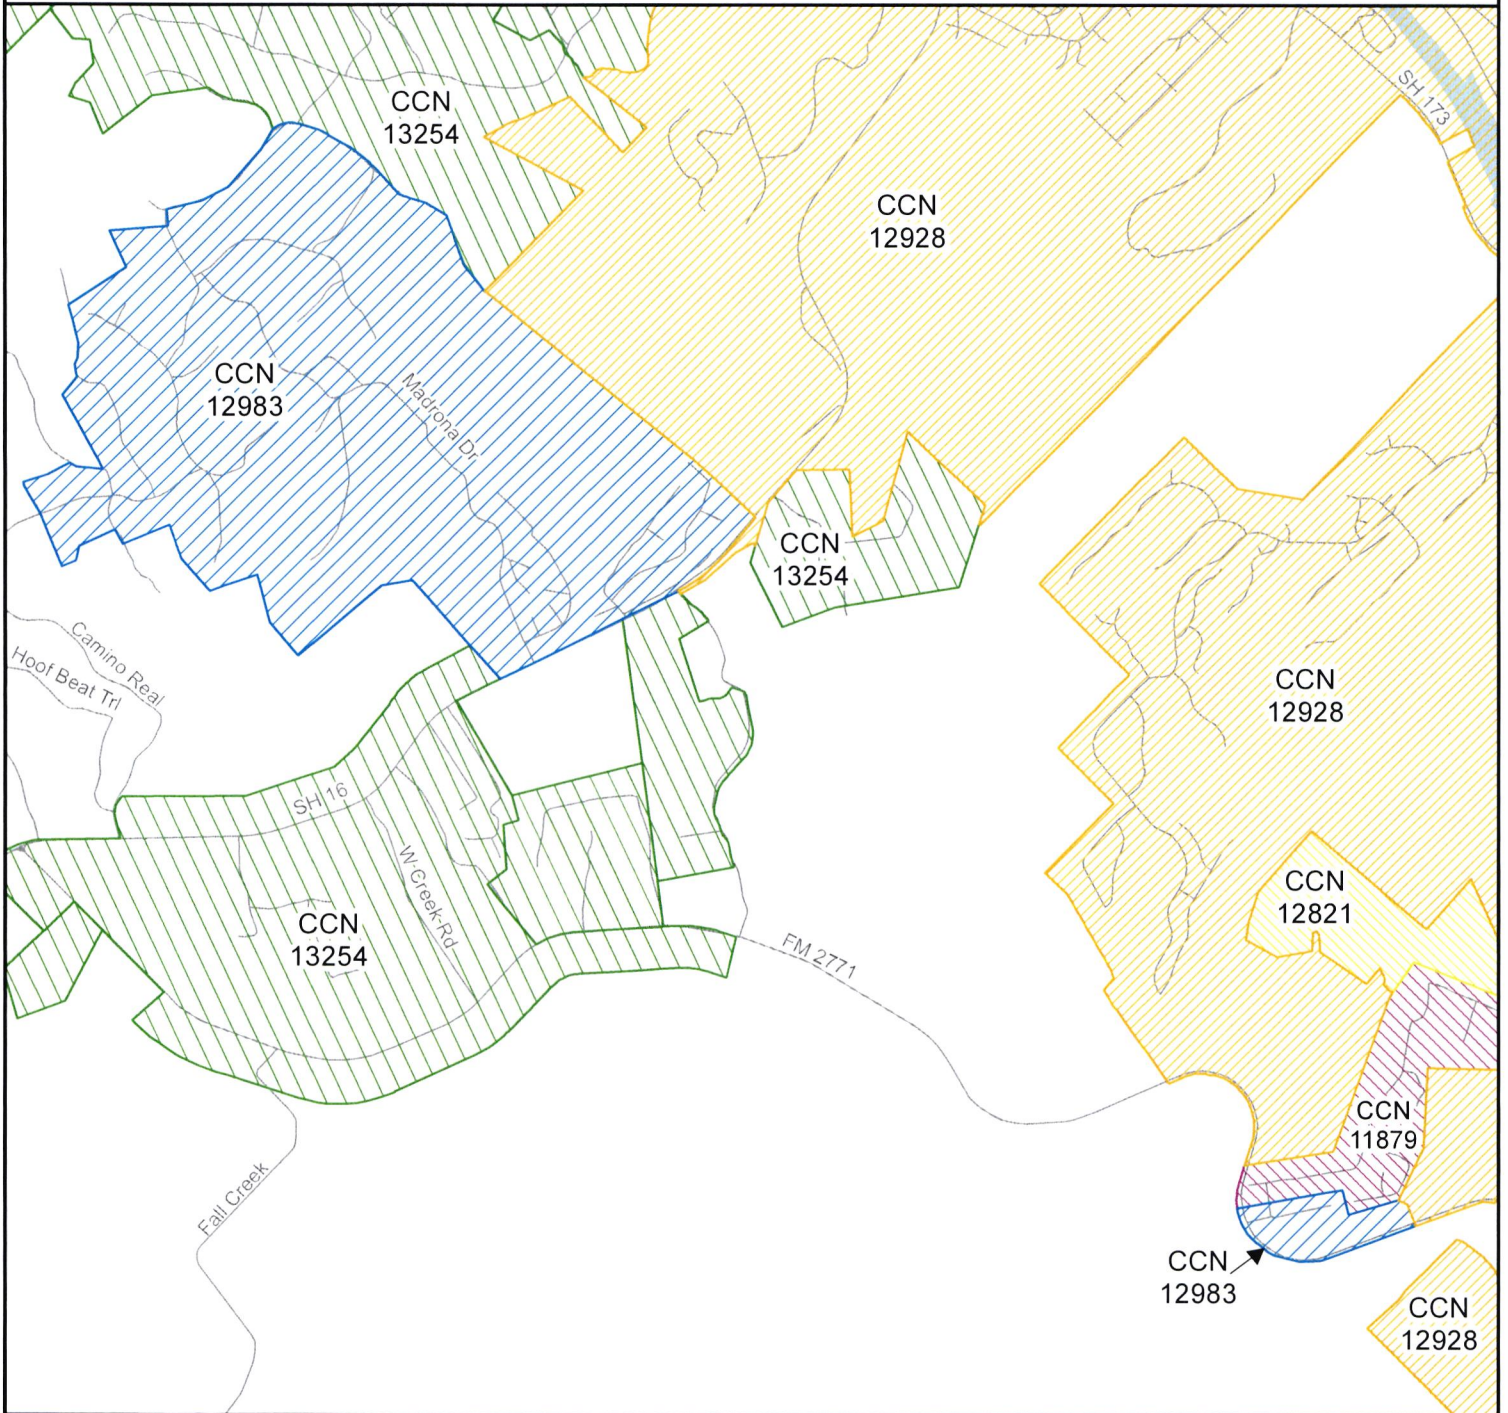 SH 173
CCN
13254
CCN
12928
CCN
12983
Madrona Dr
CCN
13254
Camino Real
Hoof Beat Trl
CCN
12928
SH 16
W Creek Rd
CCN
12821
CCN
13254
FM 2771
CCN
11879
Fall Creek
CCN
12983
CCN
12928